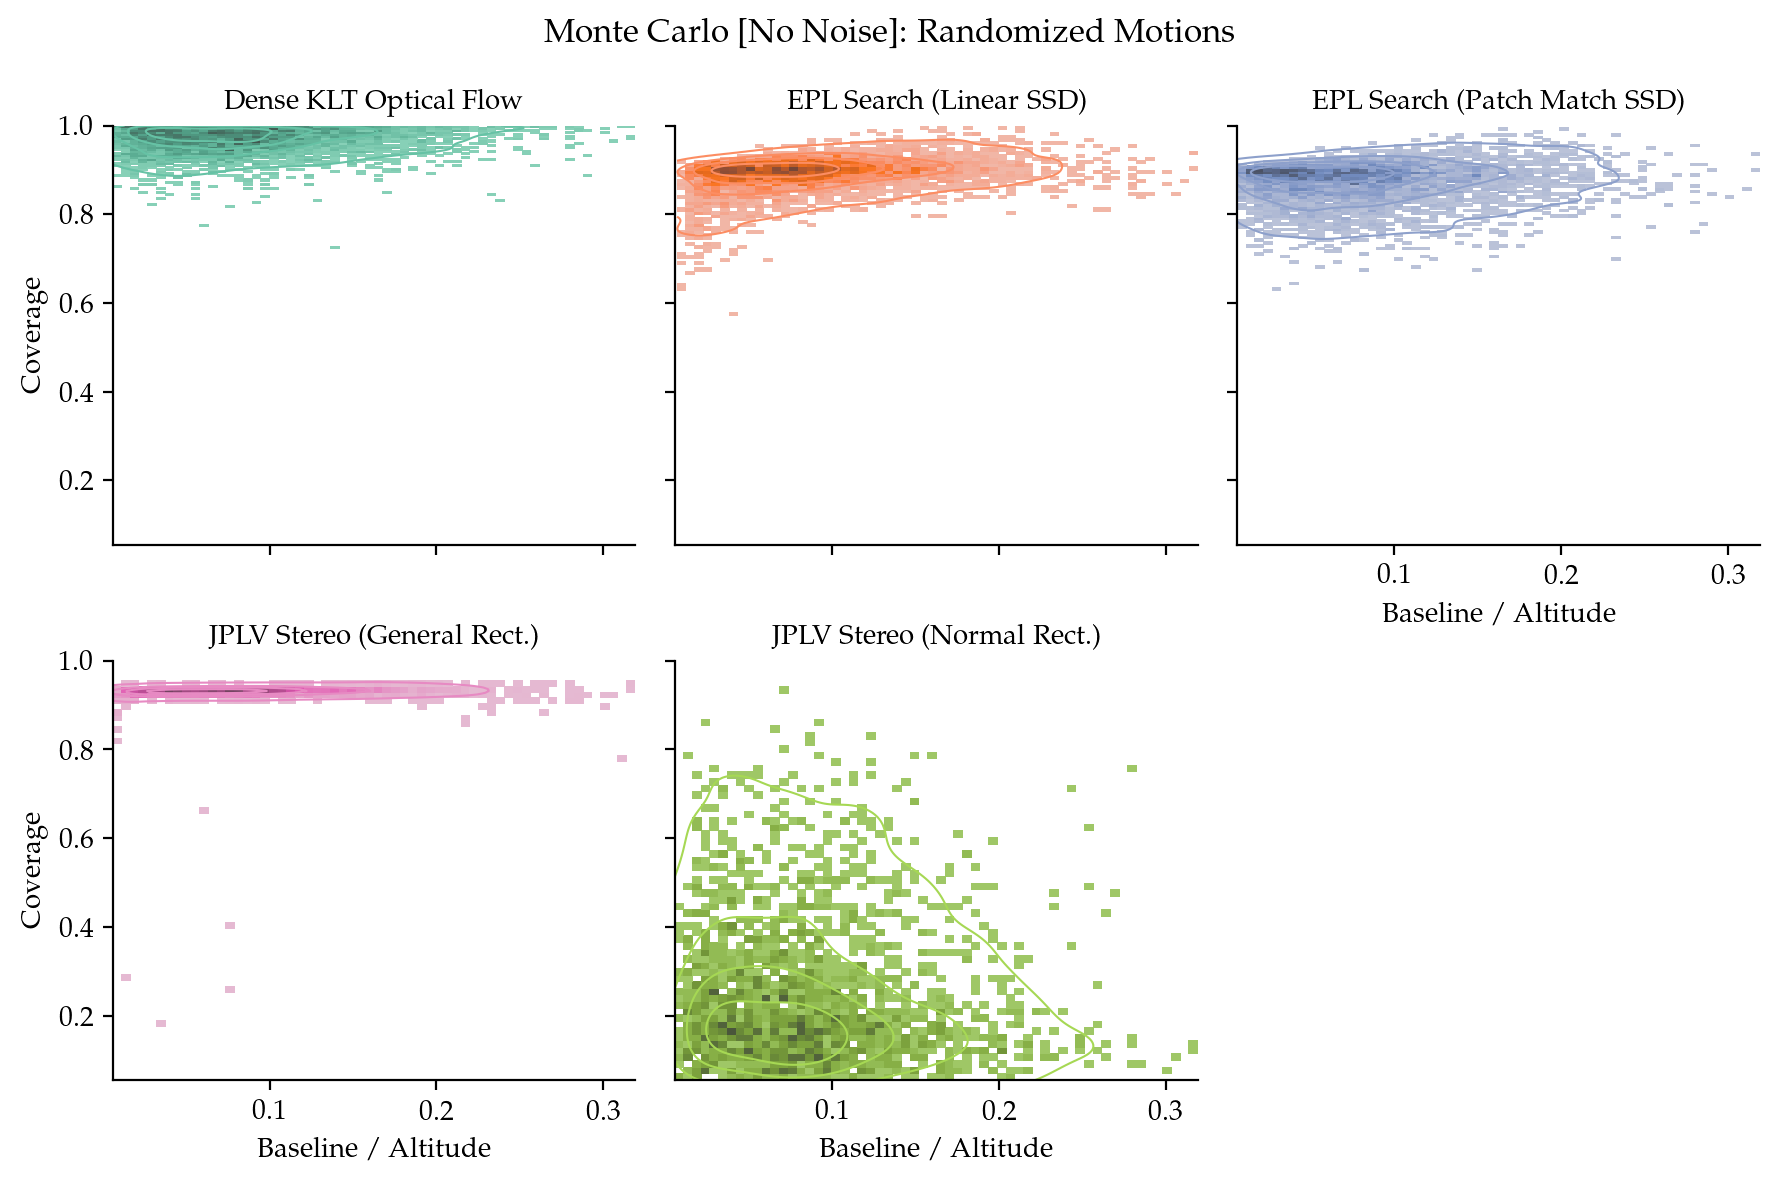 Monte Carlo [No Noise]: Randomized Motions
Dense KLT Optical Flow
EPL Search (Linear SSD)
EPL Search (Patch Match SSD)
1.0
0.8
0.6
0.4
0.2
Coverage
0.1
0.2
0.3
Baseline / Altitude
JPLV Stereo (General Rect.)
JPLV Stereo (Normal Rect.)
1.0
0.8
0.6
0.4
0.2
Coverage
0.1
0.2
0.3
Baseline / Altitude
0.1
0.2
0.3
Baseline / Altitude